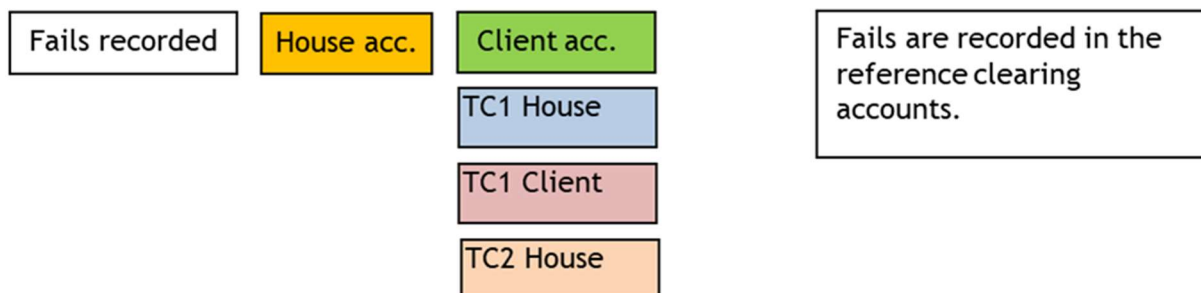 Fails recorded
House acc.
Client acc.
TC1 House
TC1 Client
TC2 House
Fails are recorded in the
reference clearing
accounts.